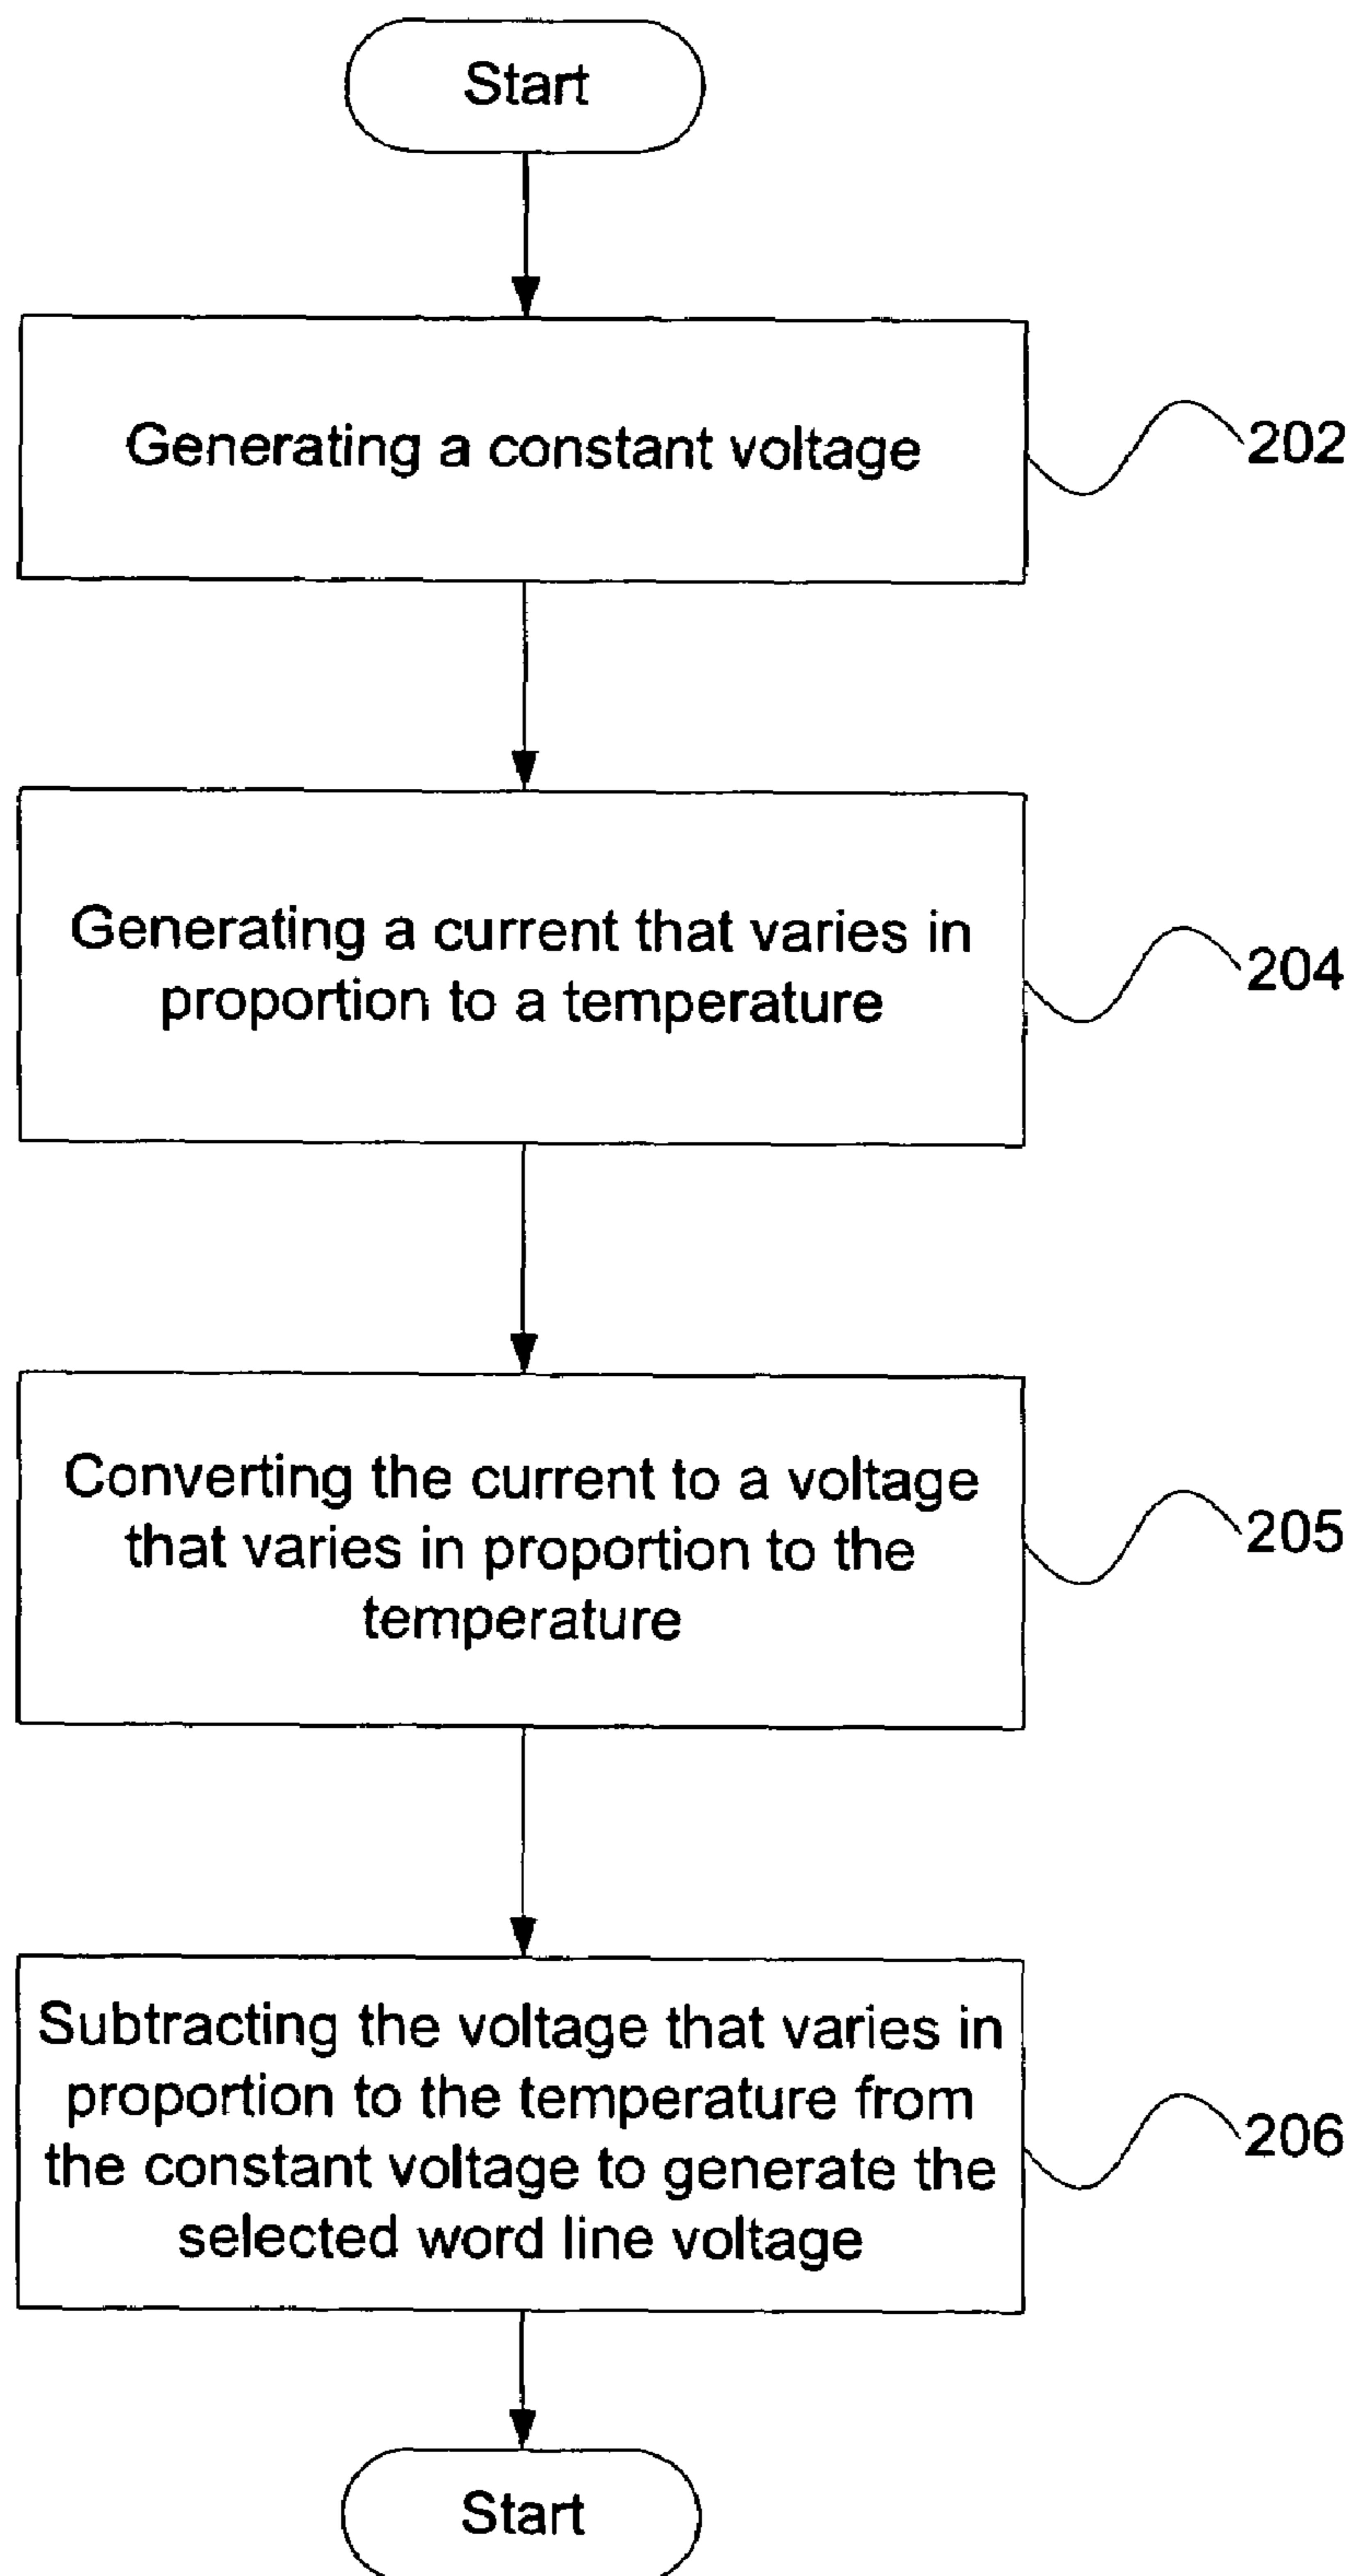 Start
Generating a constant voltage
202
Generating a current that varies in
proportion to a temperature
204
Converting the current to a voltage
that varies in proportion to the
temperature
205
Subtracting the voltage that varies in
proportion to the temperature from
the constant voltage to generate the
selected word line voltage
206
Start